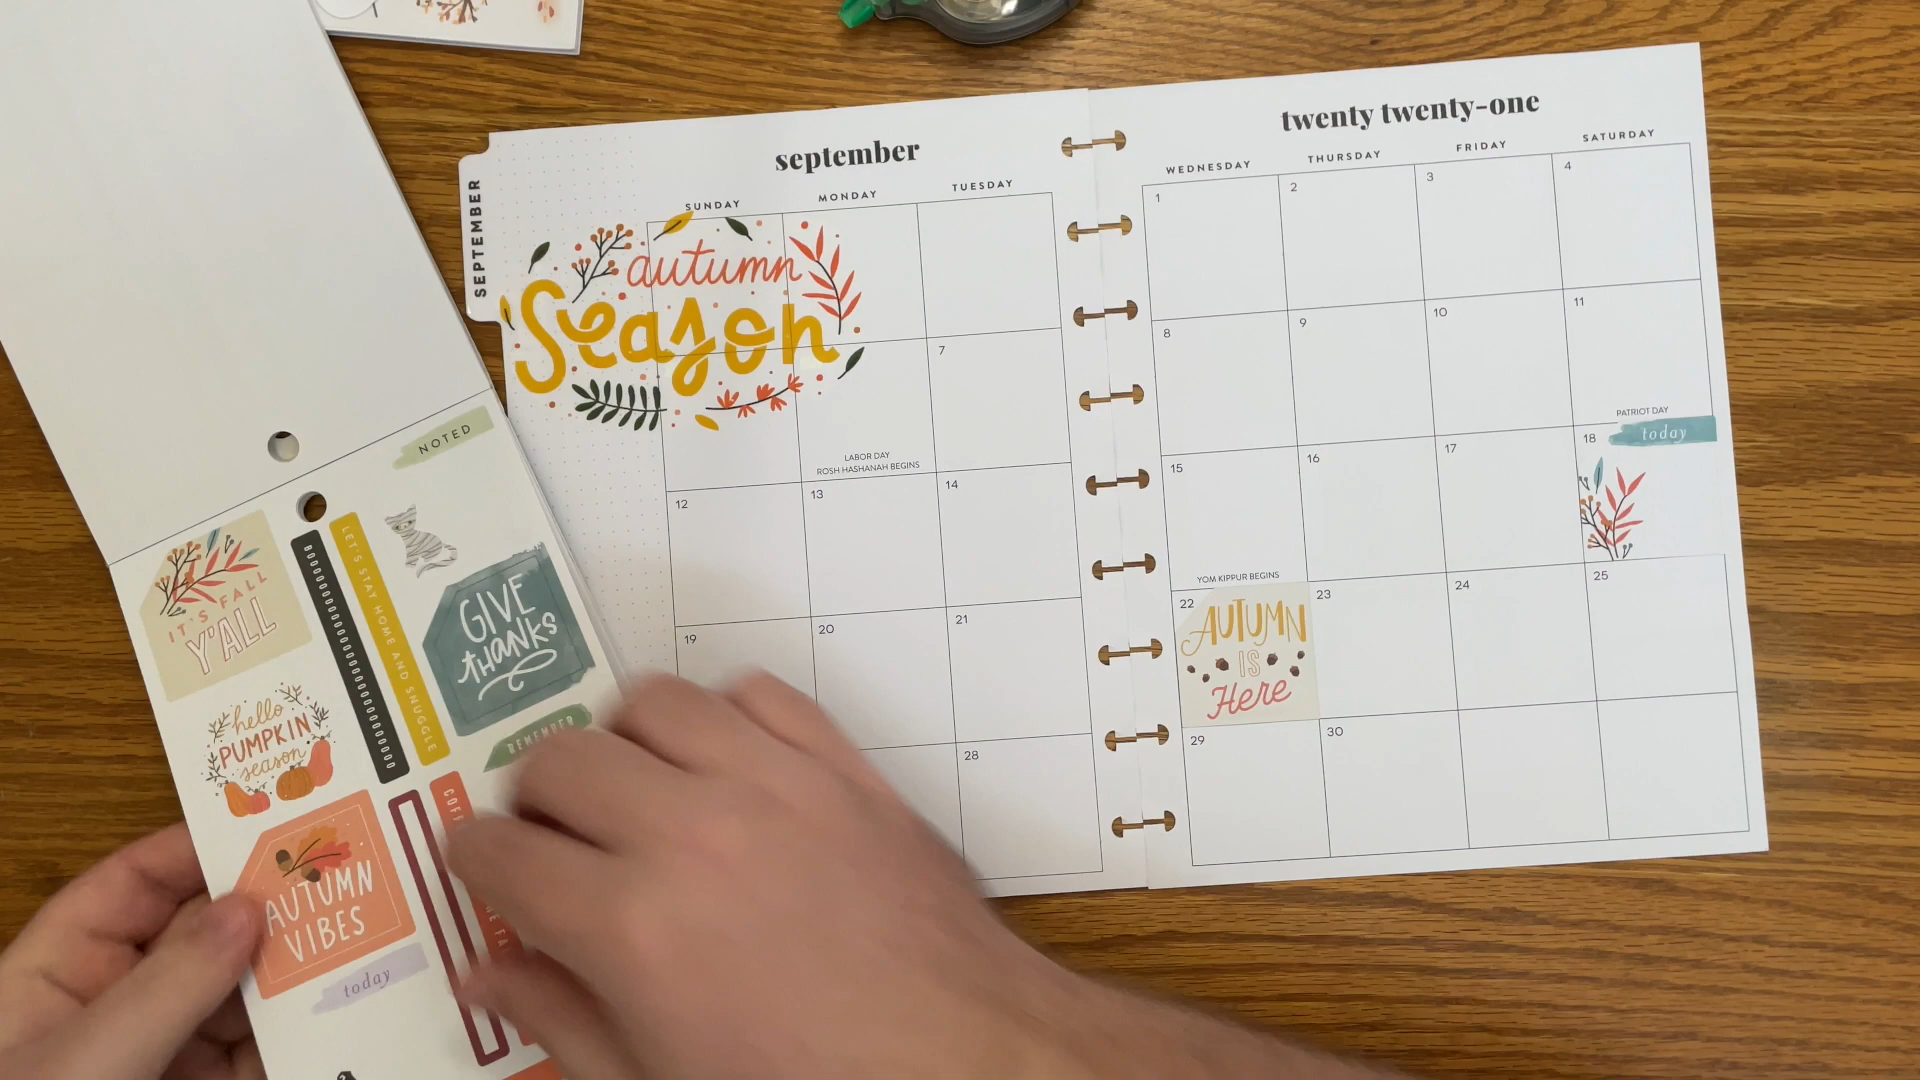 september
twenty twenty-one
SEPTEMBER
SUNDAY
MONDAY
TUESDAY
WEDNESDAY
THURSDAY
FRIDAY
SATURDAY
autumn
Season
1
2
3
4
7
8
9
10
11
LABOR DAY
ROSH HASHANAH BEGINS
PATRIOT DAY
today
12
13
14
15
16
17
18
YOM KIPPUR BEGINS
19
20
21
22
23
24
25
AUTUMN
IS
Here
28
29
30
NOTED
IT'S FALL
Y'ALL
LET'S STAY HOME AND SNUGGLE
GIVE
THANKS
REMEMBER
hello
PUMPKIN
season
AUTUMN
VIBES
today